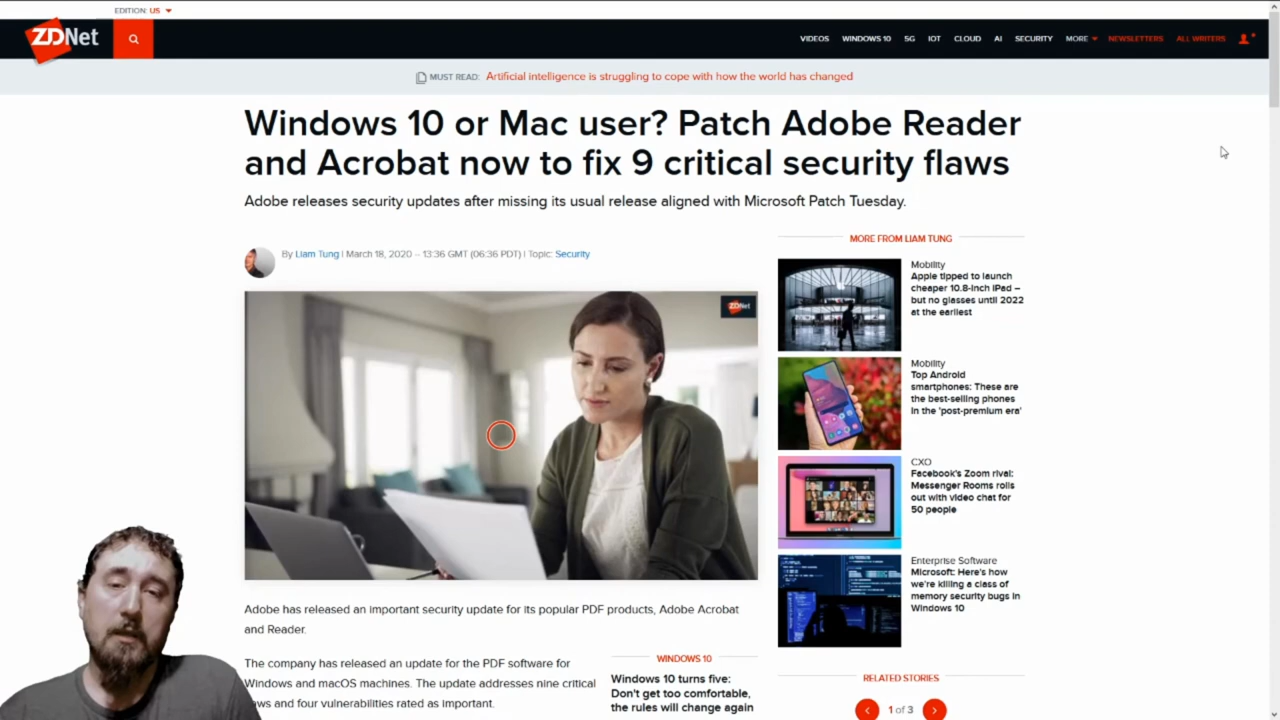 EDITION: US
ZDNet
VIDEOS WINDOWS 10 5G IOT CLOUD AI SECURITY MORE NEWSLETTERS ALL WRITERS
MUST READ: Artificial intelligence is struggling to cope with how the world has changed
Windows 10 or Mac user? Patch Adobe Reader
and Acrobat now to fix 9 critical security flaws
Adobe releases security updates after missing its usual release aligned with Microsoft Patch Tuesday.
By Liam Tung | March 18, 2020 -- 13:36 GMT (06:36 PDT) | Topic: Security
ZDNet
Adobe has released an important security update for its popular PDF products, Adobe Acrobat
and Reader.
The company has released an update for the PDF software for
Windows and macOS machines. The update addresses nine critical
and four vulnerabilities rated as important.
WINDOWS 10
Windows 10 turns five:
Don't get too comfortable,
the rules will change again
MORE FROM LIAM TUNG
Mobility
Apple tipped to launch
cheaper 10.8-inch iPad –
but no glasses until 2022
at the earliest
Mobility
Top Android
smartphones: These are
the best-selling phones
in the 'post-premium era'
CXO
Facebook's Zoom rival:
Messenger Rooms rolls
out with video chat for
50 people
Enterprise Software
Microsoft: Here's how
we're killing a class of
memory security bugs in
Windows 10
RELATED STORIES
1 of 3